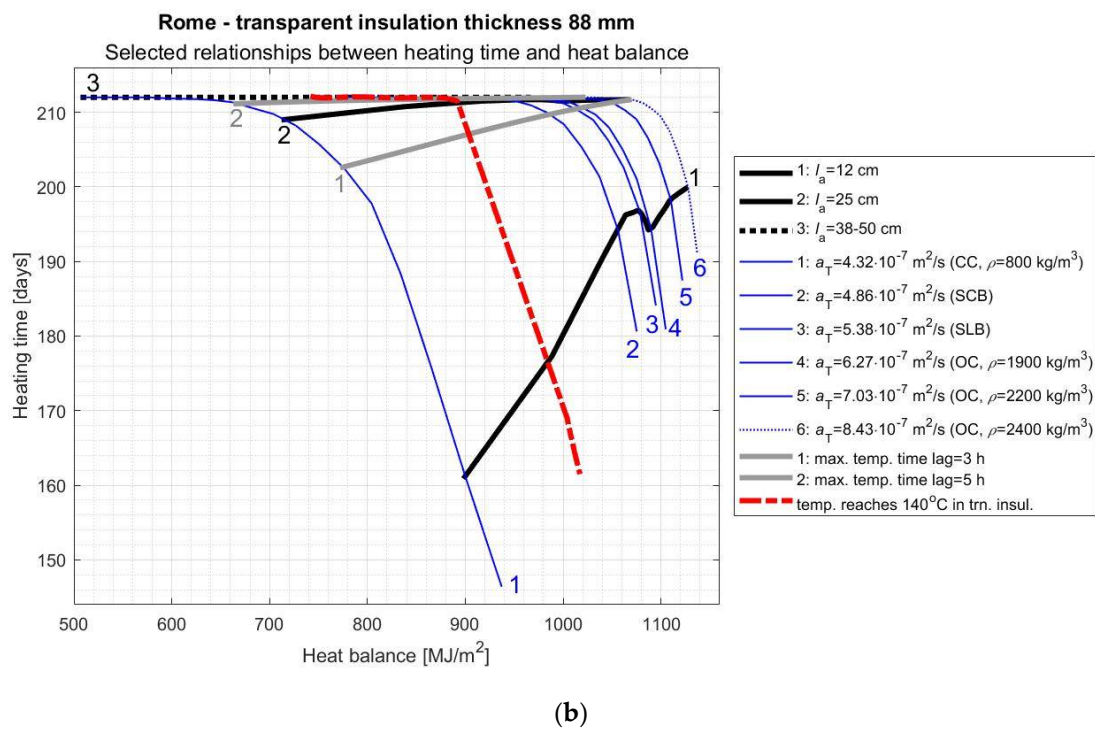 Rome - transparent insulation thickness 88 mm
Selected relationships between heating time and heat balance
3
2
2
1
1
6
5
4
3
2
1
210
200
190
180
170
160
150
Heating time [days]
500 600 700 800 900 1000 1100
Heat balance [MJ/m²]
1: lₐ=12 cm
2: lₐ=25 cm
3: lₐ=38-50 cm
1: a_T=4.32·10⁻⁷ m²/s (CC, ρ=800 kg/m³)
2: a_T=4.86·10⁻⁷ m²/s (SCB)
3: a_T=5.38·10⁻⁷ m²/s (SLB)
4: a_T=6.27·10⁻⁷ m²/s (OC, ρ=1900 kg/m³)
5: a_T=7.03·10⁻⁷ m²/s (OC, ρ=2200 kg/m³)
6: a_T=8.43·10⁻⁷ m²/s (OC, ρ=2400 kg/m³)
1: max. temp. time lag=3 h
2: max. temp. time lag=5 h
temp. reaches 140°C in trn. insul.
(b)